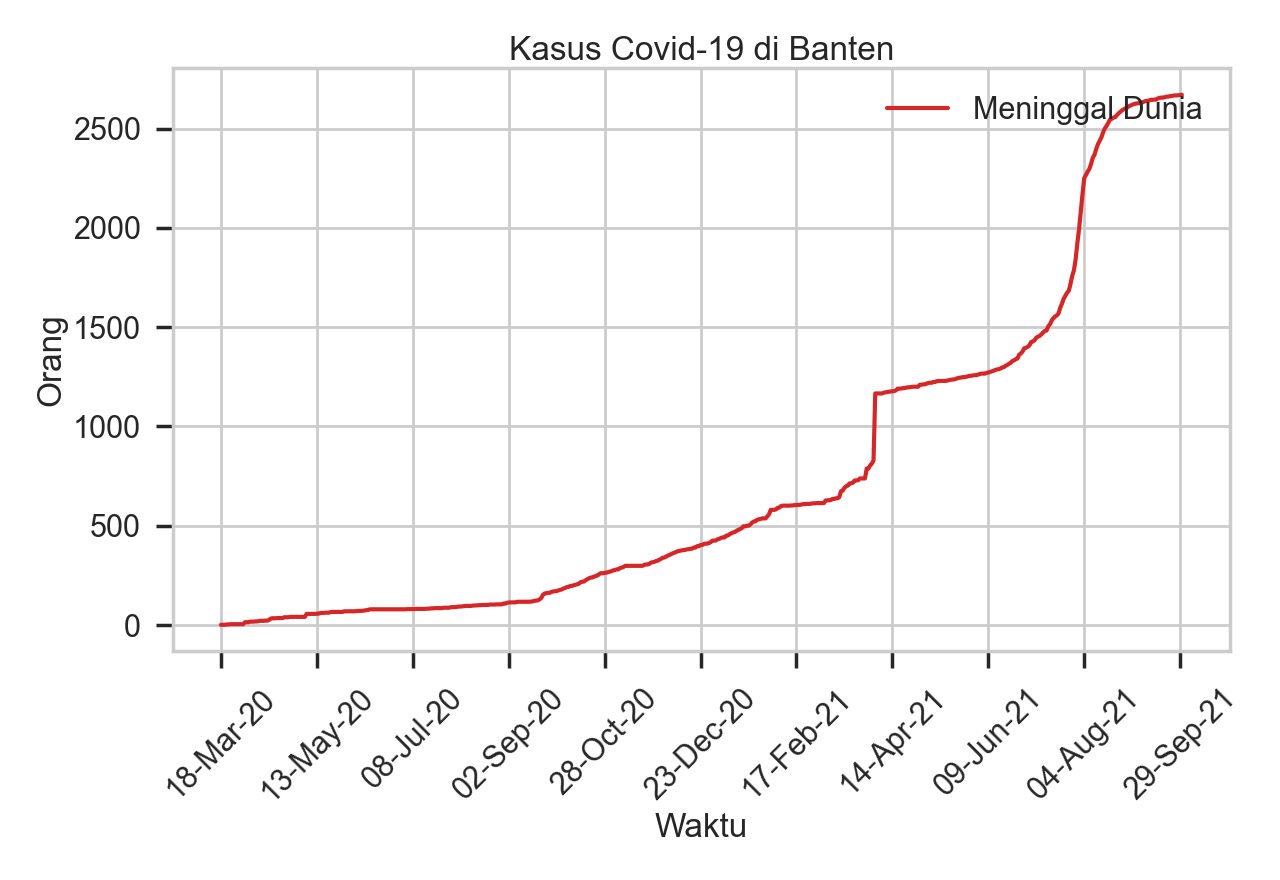 Kasus Covid-19 di Banten
Meninggal Dunia
Orang
2500
2000
1500
1000
500
0
18-Mar-20
13-May-20
08-Jul-20
02-Sep-20
28-Oct-20
23-Dec-20
17-Feb-21
14-Apr-21
09-Jun-21
04-Aug-21
29-Sep-21
Waktu